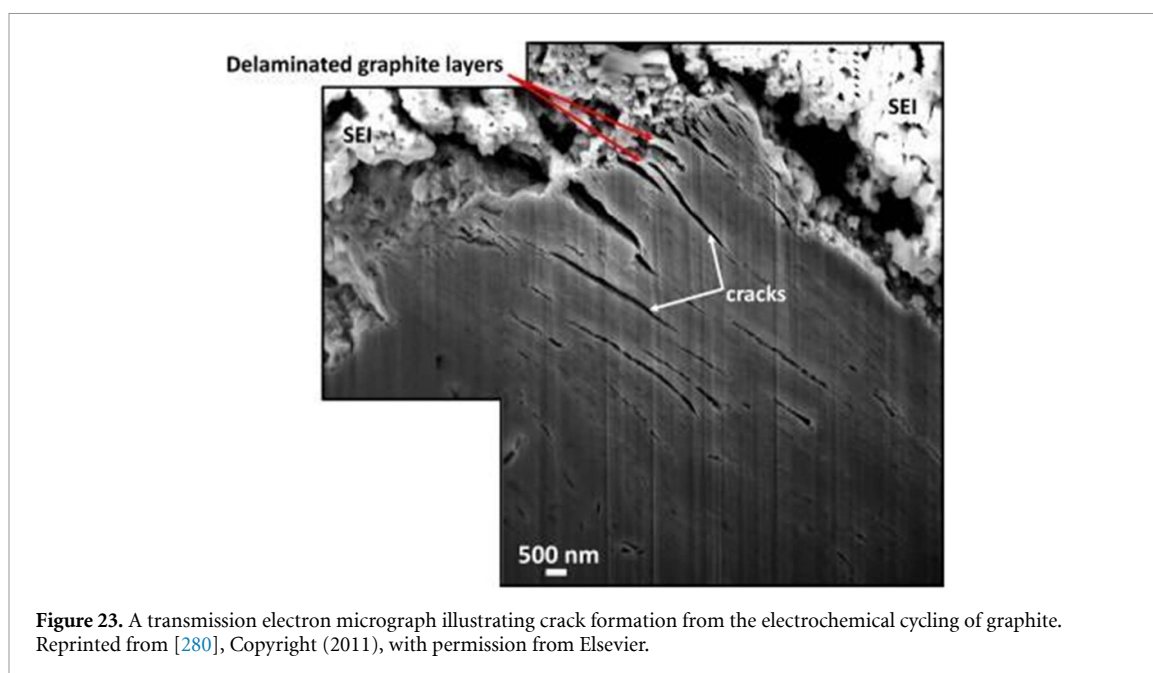 Delaminated graphite layers
SEI
SEI
cracks
500 nm
Figure 23. A transmission electron micrograph illustrating crack formation from the electrochemical cycling of graphite.
Reprinted from [280], Copyright (2011), with permission from Elsevier.